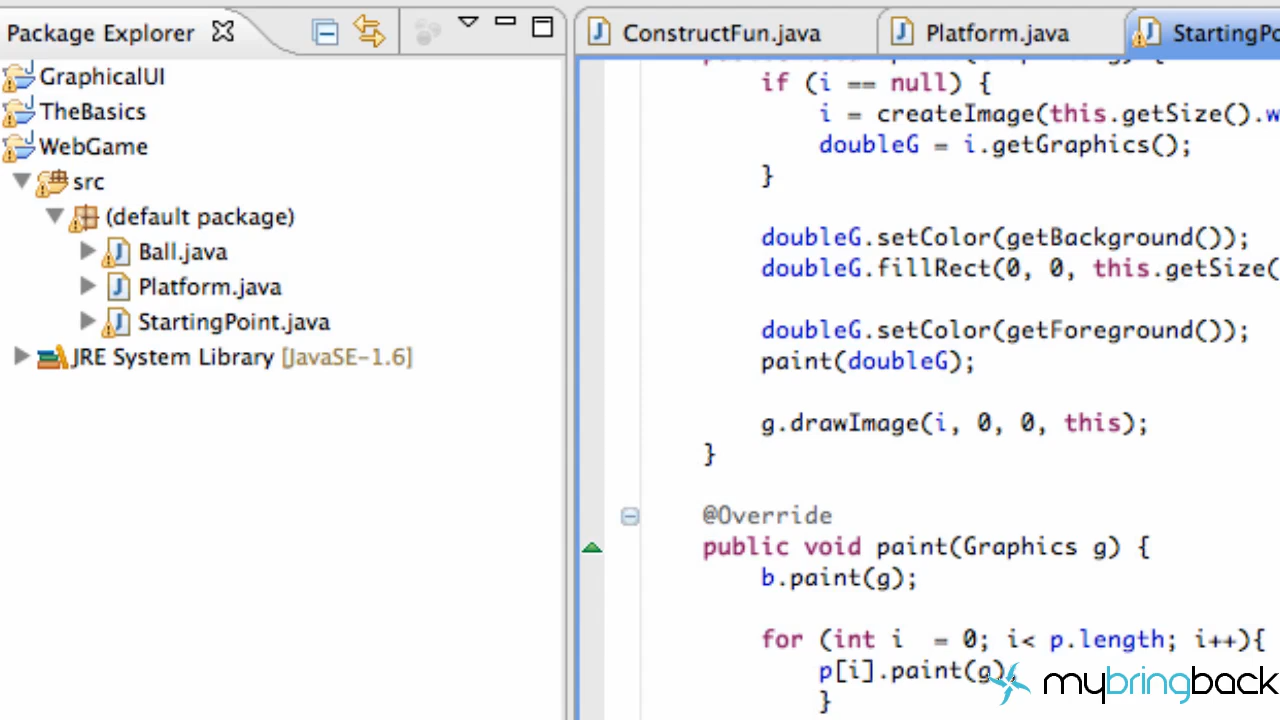 Package Explorer
GraphicalUI
TheBasics
WebGame
src
(default package)
Ball.java
Platform.java
StartingPoint.java
JRE System Library [JavaSE-1.6]
ConstructFun.java
Platform.java
StartingPo
if (i == null) {
i = createImage(this.getSize().w
doubleG = i.getGraphics();
}
doubleG.setColor(getBackground());
doubleG.fillRect(0, 0, this.getSize(
doubleG.setColor(getForeground());
paint(doubleG);
g.drawImage(i, 0, 0, this);
}
@Override
public void paint(Graphics g) {
b.paint(g);
for (int i  = 0; i< p.length; i++){
p[i].paint(g);
}
mybringback